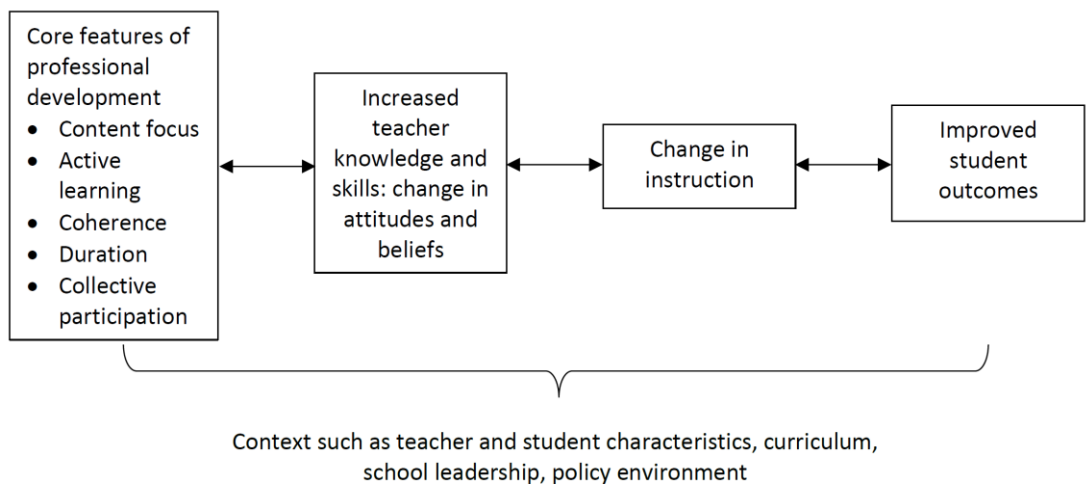 Core features of
professional
development
• Content focus
• Active
learning
• Coherence
• Duration
• Collective
participation
Increased
teacher
knowledge and
skills: change in
attitudes and
beliefs
Change in
instruction
Improved
student
outcomes
Context such as teacher and student characteristics, curriculum,
school leadership, policy environment